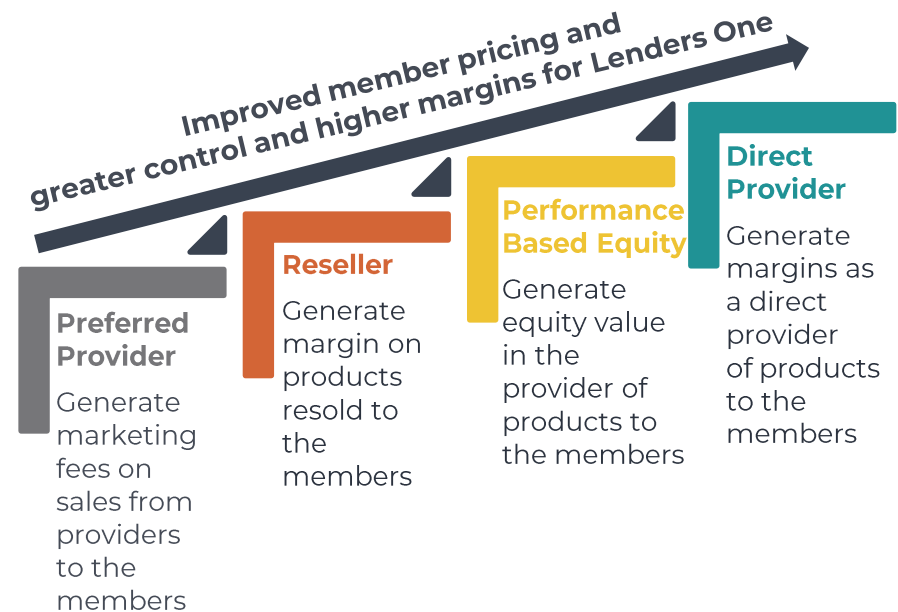 Improved member pricing and
greater control and higher margins for Lenders One
Preferred
Provider
Generate
marketing
fees on
sales from
providers
to the
members
Reseller
Generate
margin on
products
resold to
the
members
Performance
Based Equity
Generate
equity value
in the
provider of
products to
the members
Direct
Provider
Generate
margins as
a direct
provider
of products
to the
members